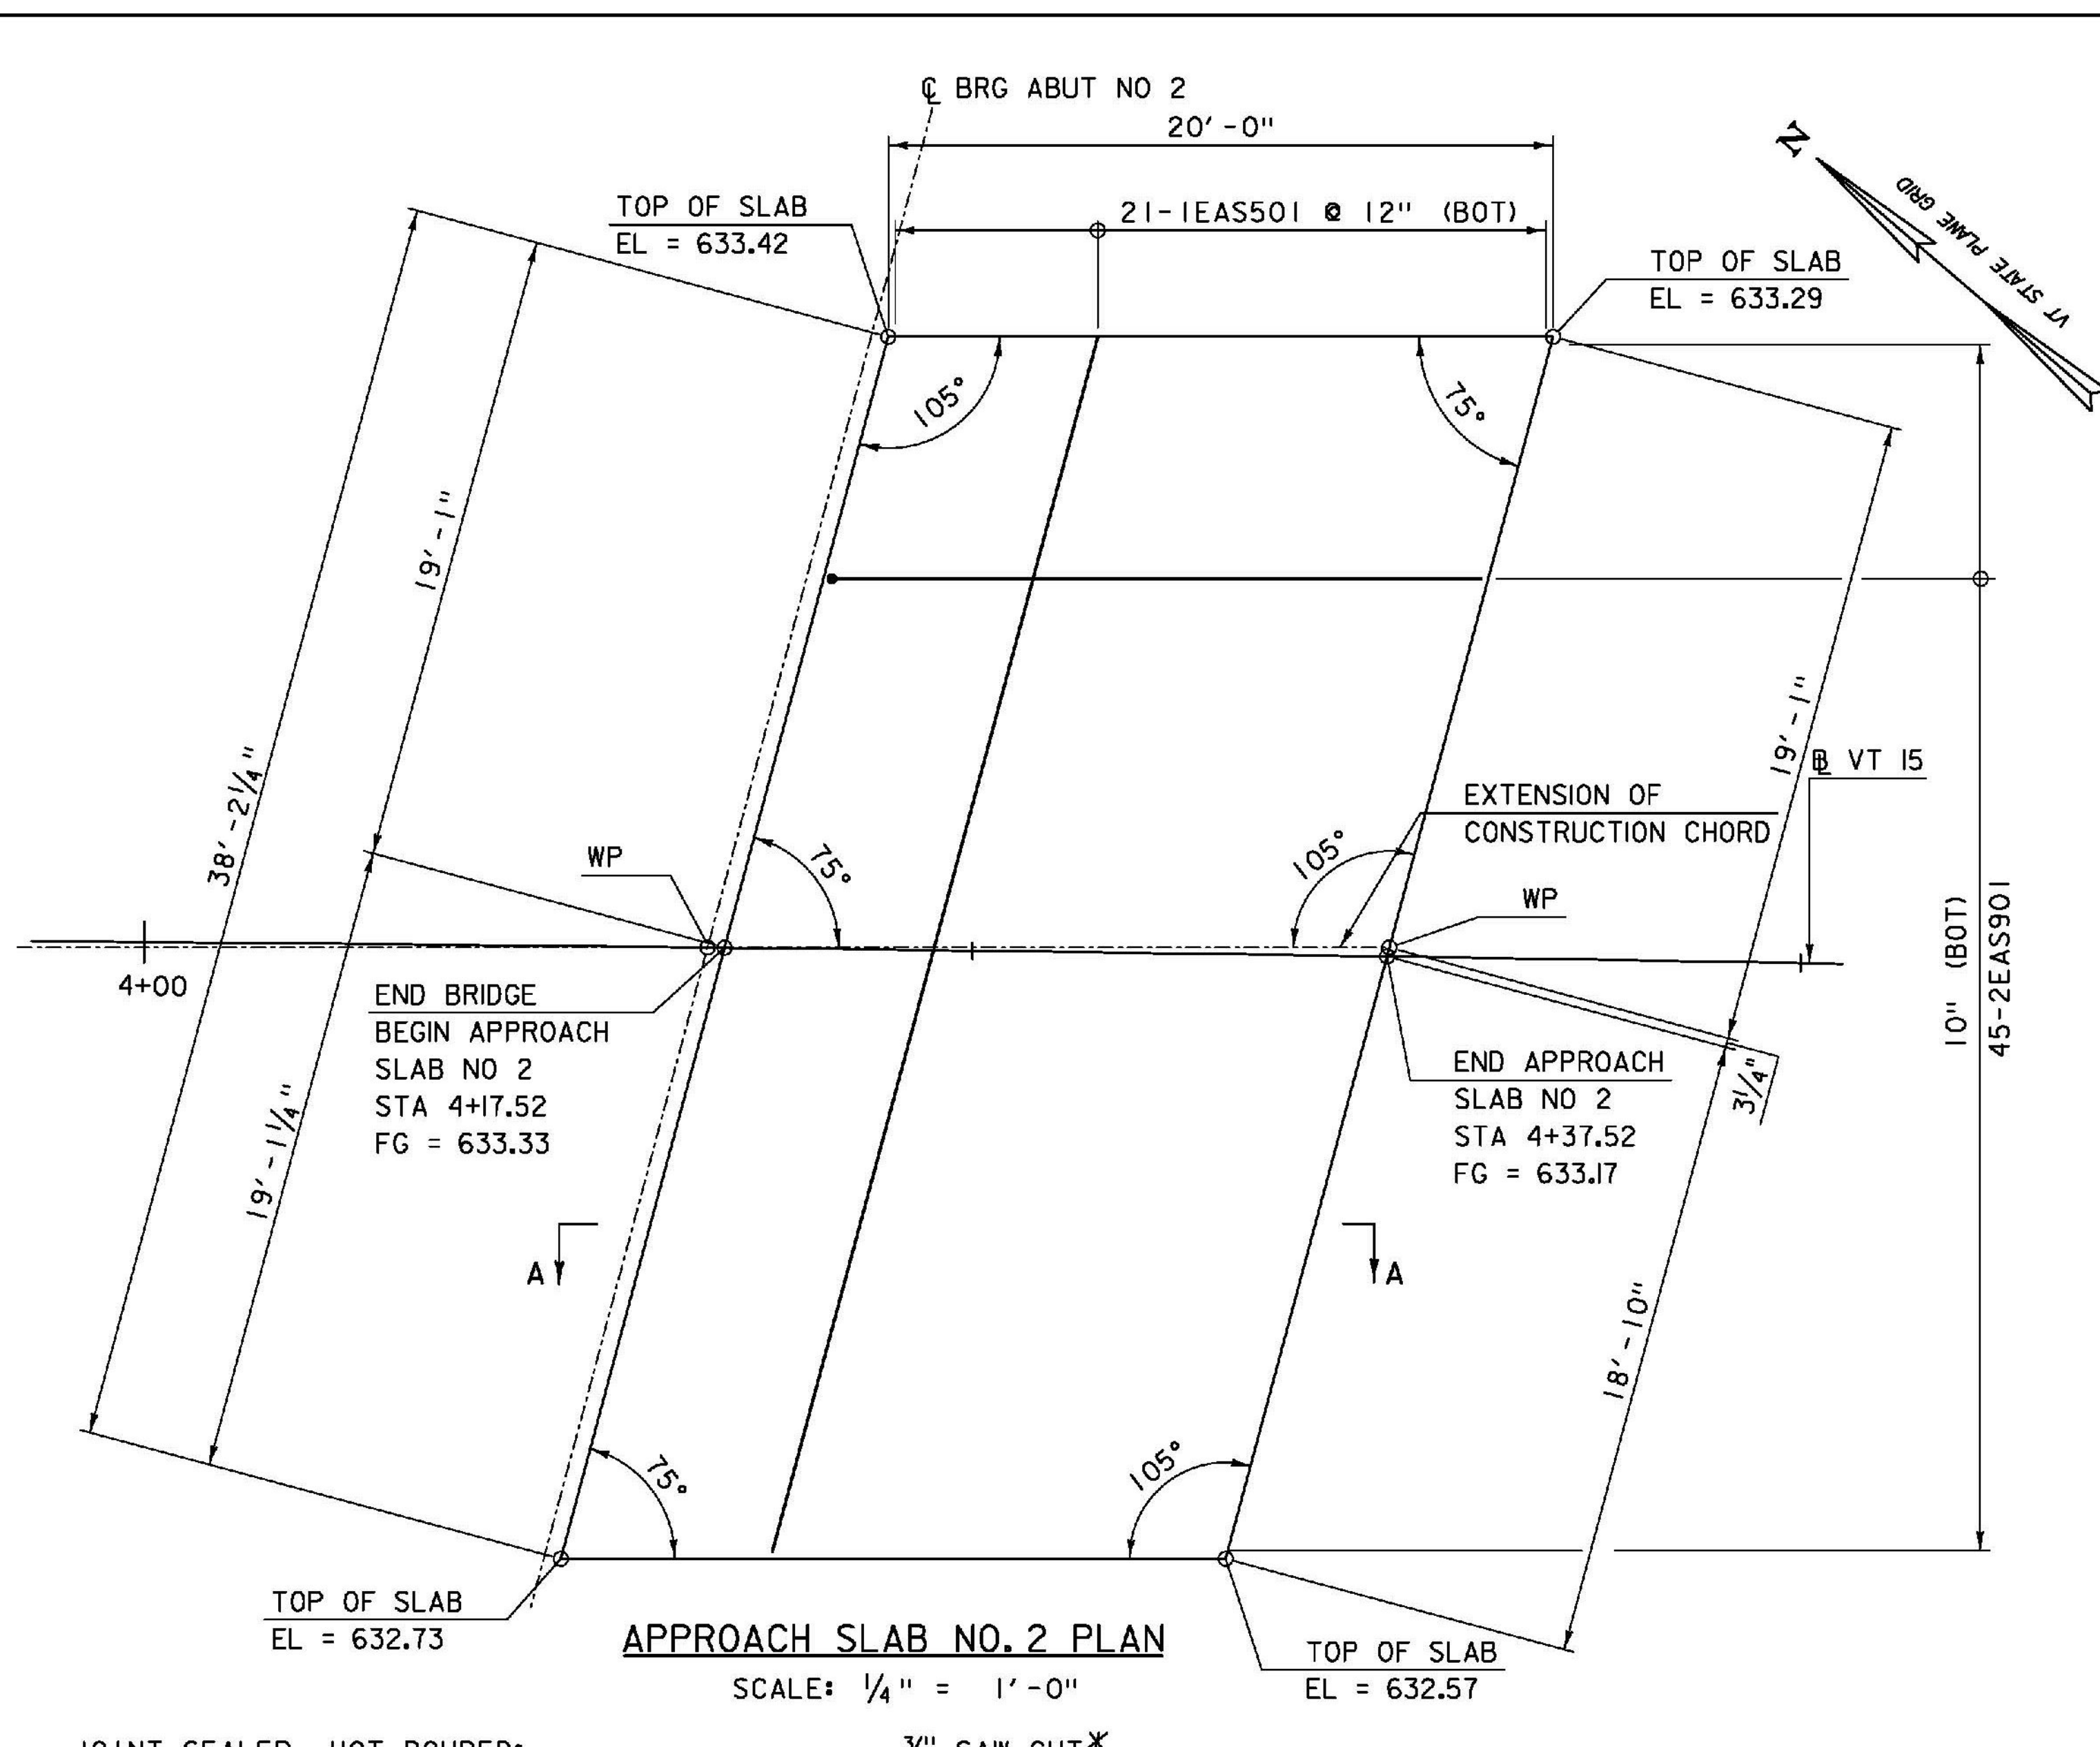 ℄ BRG ABUT NO 2
20'-0"
TOP OF SLAB
EL = 633.42
21-1EAS501 @ 12" (BOT)
TOP OF SLAB
EL = 633.29
N
VT STATE PLANE GRID
105°
75°
19'-1"
38'-2¼"
19'-1"
℄ VT 15
EXTENSION OF
CONSTRUCTION CHORD
WP
75°
105°
WP
4+00
END BRIDGE
BEGIN APPROACH
SLAB NO 2
STA 4+17.52
FG = 633.33
10" (BOT)
45-2EAS901
END APPROACH
SLAB NO 2
STA 4+37.52
FG = 633.17
3¼"
19'-1¼"
A
A
18'-10"
75°
105°
TOP OF SLAB
EL = 632.73
APPROACH SLAB NO. 2 PLAN
SCALE: ¼" = 1'-0"
TOP OF SLAB
EL = 632.57